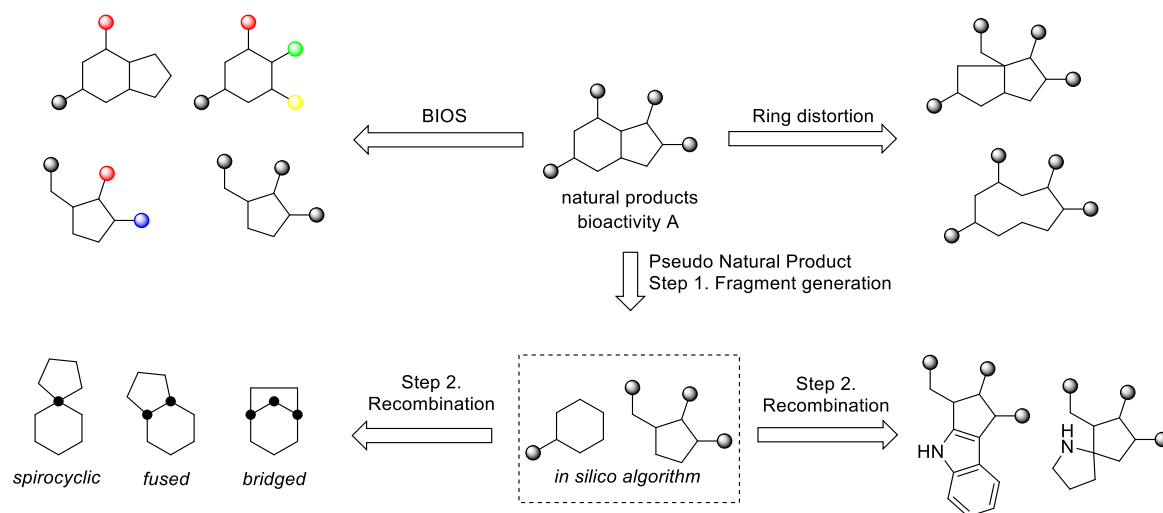 BIOS
Ring distortion
natural products
bioactivity A
Pseudo Natural Product
Step 1. Fragment generation
Step 2.
Recombination
Step 2.
Recombination
H
N
HN
spirocyclic
fused
bridged
in silico algorithm